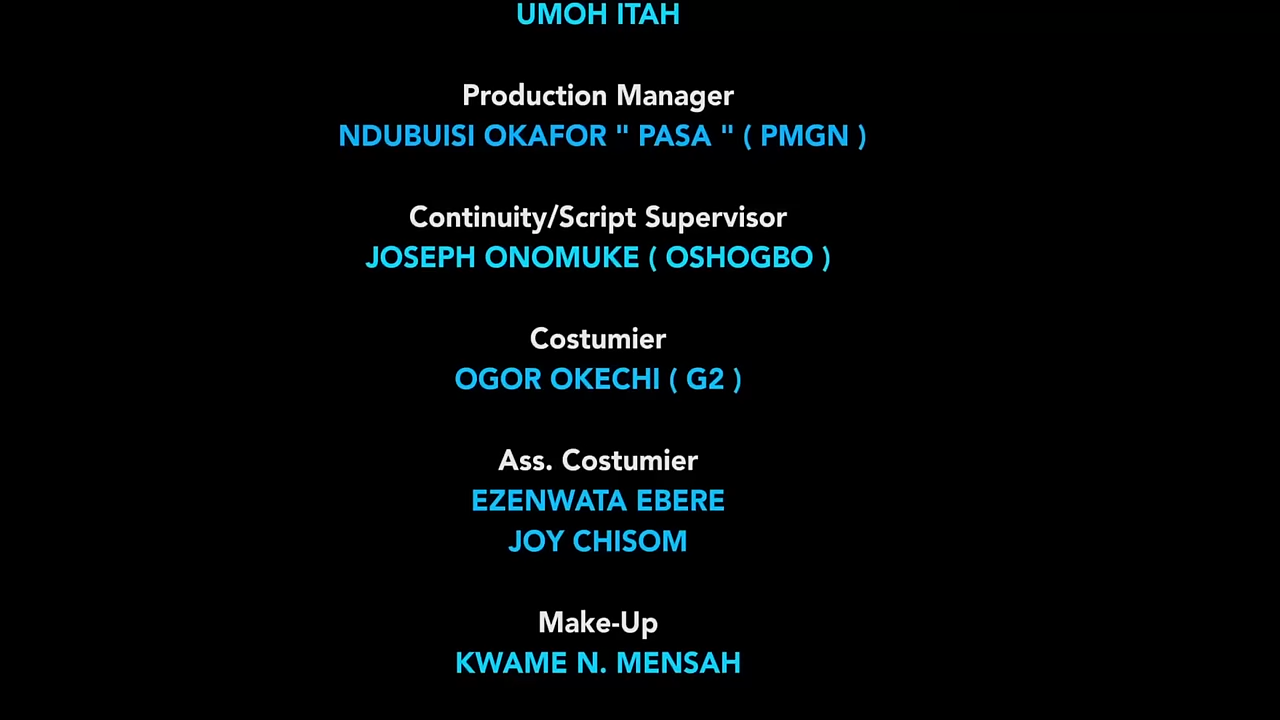 UMOH ITAH
Production Manager
NDUBUISI OKAFOR " PASA " ( PMGN )
Continuity/Script Supervisor
JOSEPH ONOMUKE ( OSHOGBO )
Costumier
OGOR OKECHI ( G2 )
Ass. Costumier
EZENWATA EBERE
JOY CHISOM
Make-Up
KWAME N. MENSAH